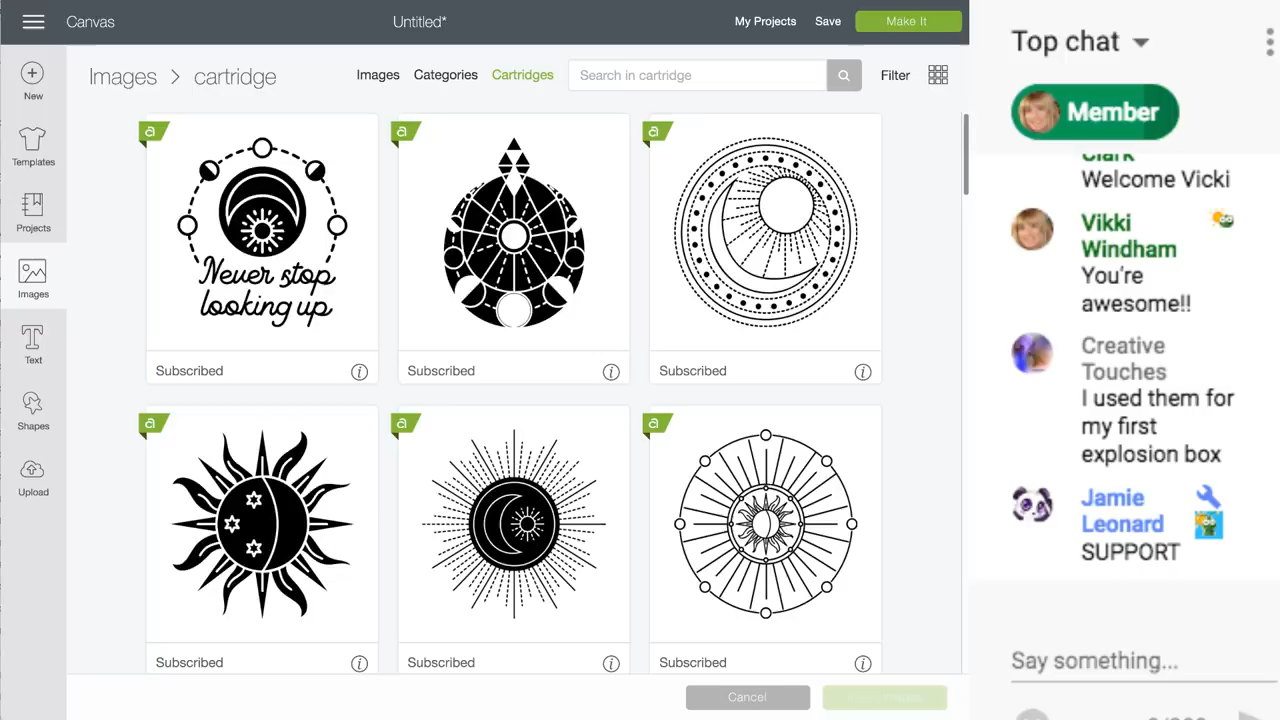 Canvas
Untitled*
My Projects
Save
Make It
New
Templates
Projects
Images
Text
Shapes
Upload
Images > cartridge
Images
Categories
Cartridges
Search in cartridge
Filter
a
a
a
Never stop
looking up
Subscribed
Subscribed
Subscribed
a
a
a
Subscribed
Subscribed
Subscribed
Cancel
Top chat
Member
Clark
Welcome Vicki
Vikki
Windham
You're
awesome!!
Creative
Touches
I used them for
my first
explosion box
Jamie
Leonard
SUPPORT
Say something...